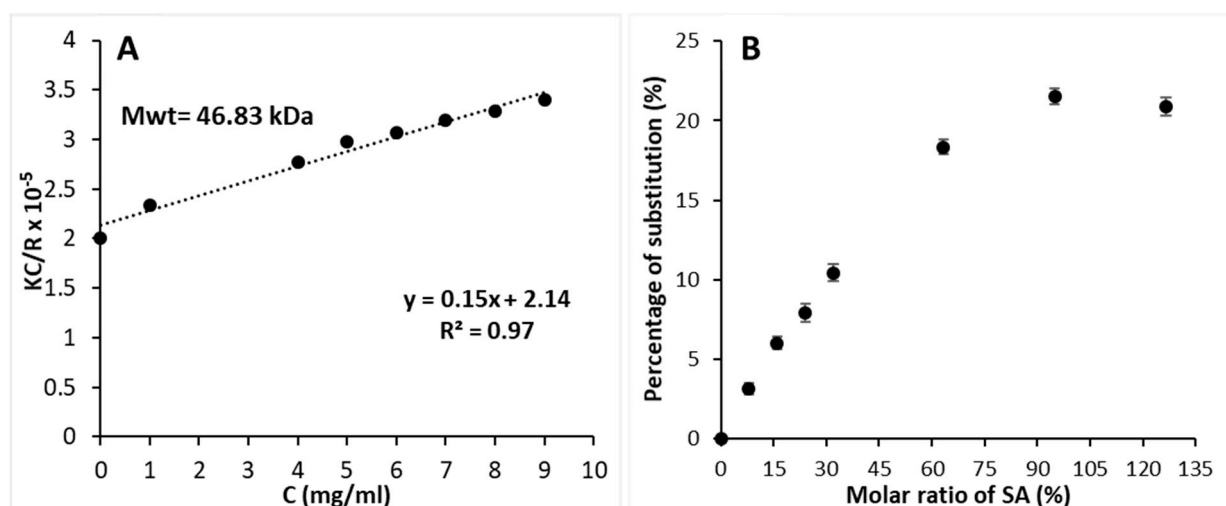 A
Mwt= 46.83 kDa
y = 0.15x + 2.14
R² = 0.97
KC/R x 10⁻⁵
4
3.5
3
2.5
2
1.5
1
0.5
0
0 1 2 3 4 5 6 7 8 9 10
C (mg/ml)
B
Percentage of substitution (%)
25
20
15
10
5
0
0 15 30 45 60 75 90 105 120 135
Molar ratio of SA (%)